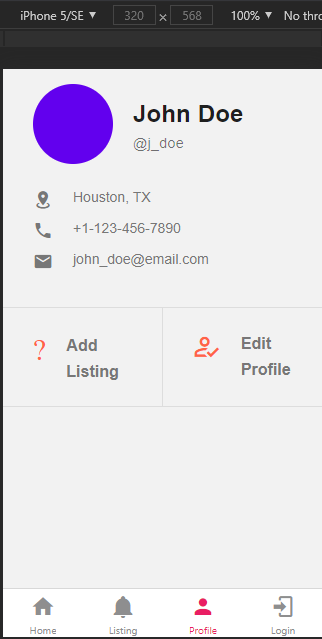 iPhone 5/SE ▼ 320 × 568 100% ▼ No thro
John Doe
@j_doe
Houston, TX
+1-123-456-7890
john_doe@email.com
? Add
Listing
Edit
Profile
Home Listing Profile Login